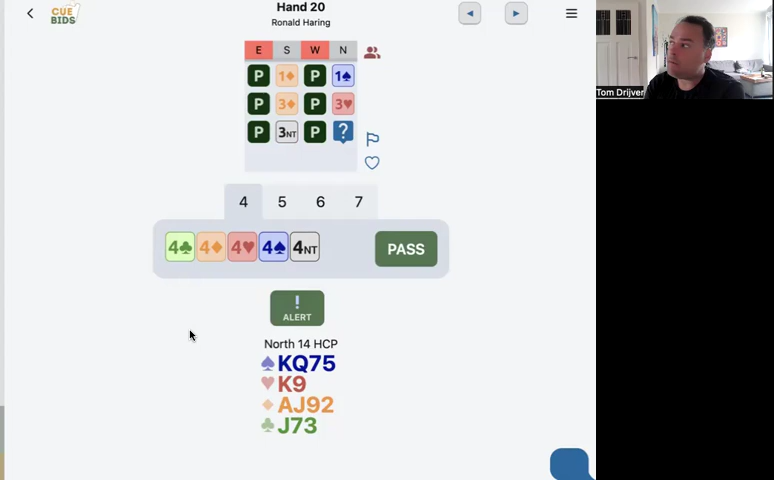 CUE
BIDS
Hand 20
Ronald Haring
E S W N
P 1♦ P 1♠
P 3♦ P 3♥
P 3NT P ?
4 5 6 7
4♣ 4♦ 4♥ 4♠ 4NT PASS
!
ALERT
North 14 HCP
♠KQ75
♥K9
♦AJ92
♣J73
Tom Drijver